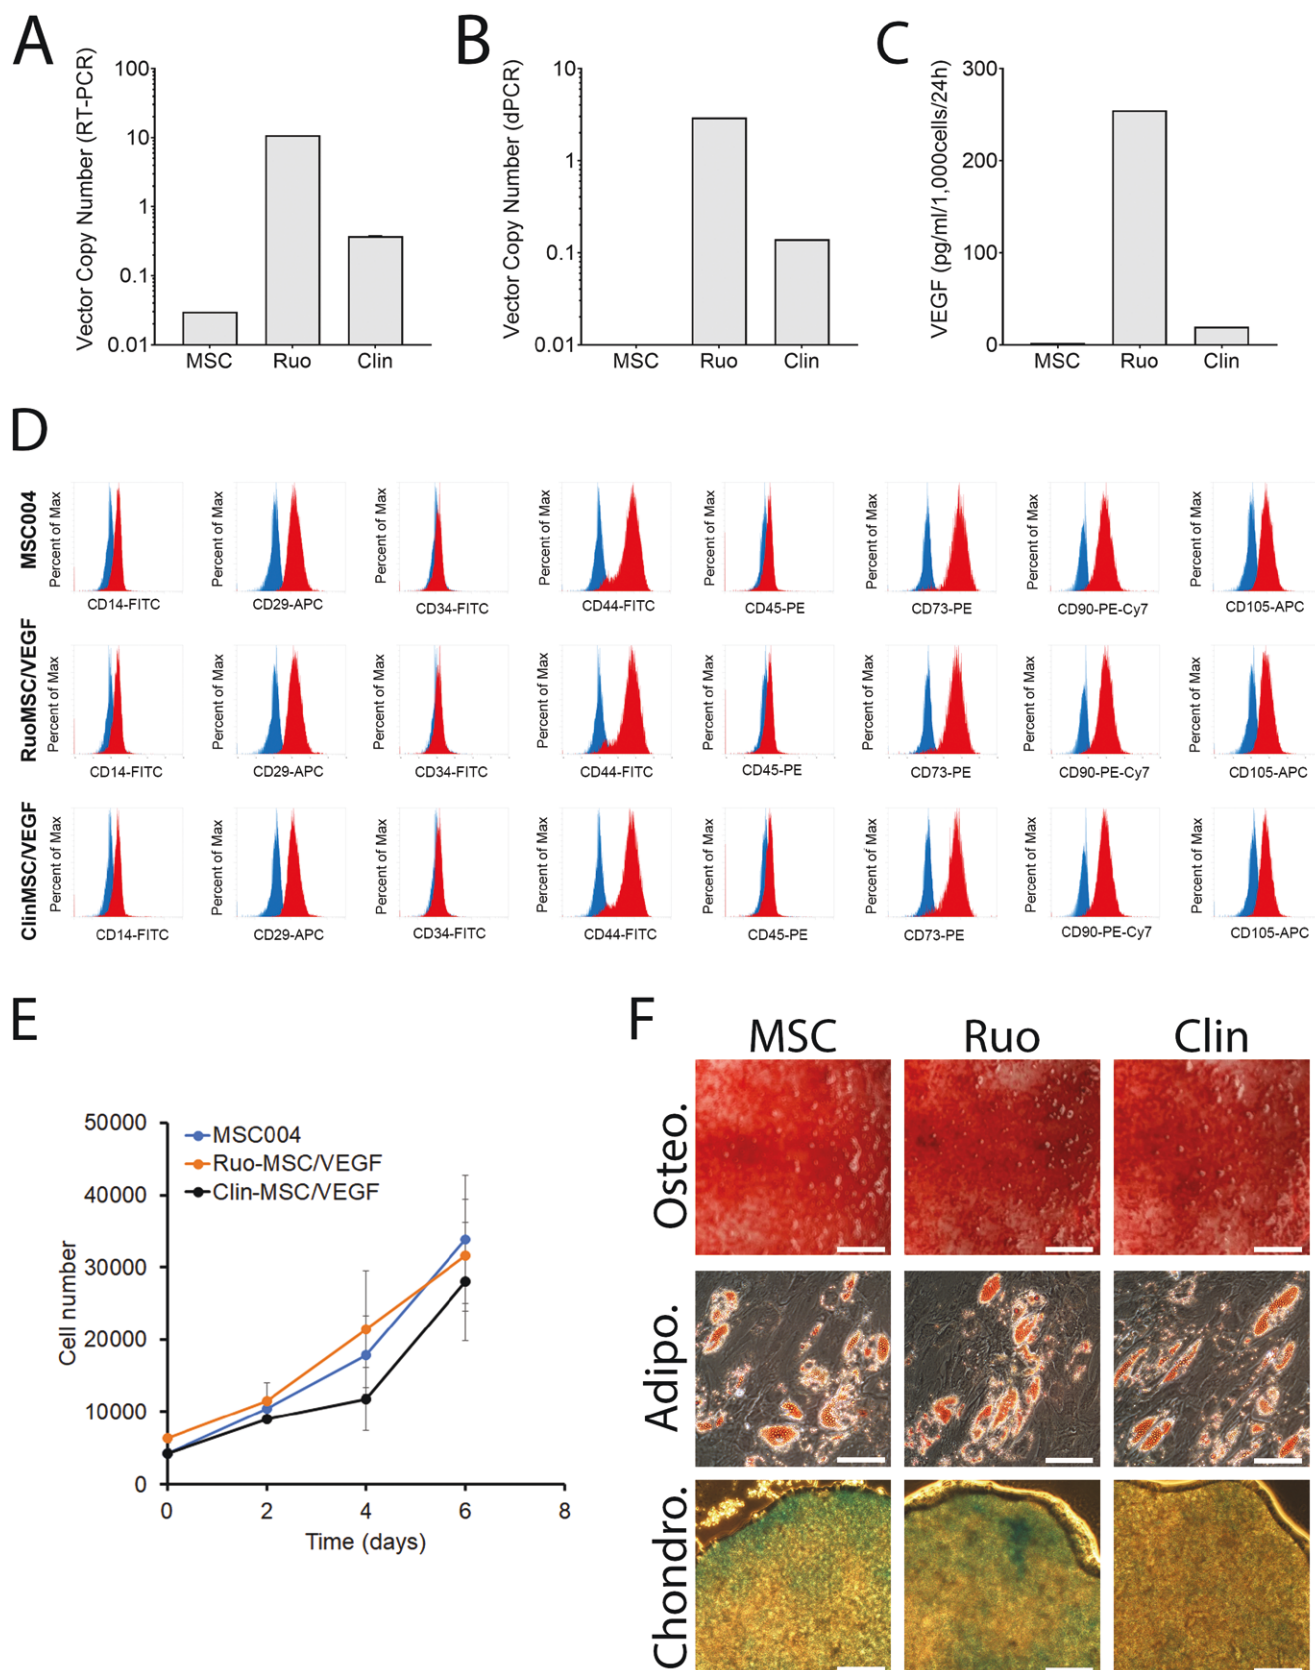 A
B
C
Vector Copy Number (RT-PCR)
100
10
1
0.1
0.01
MSC Ruo Clin
Vector Copy Number (dPCR)
10
1
0.1
0.01
MSC Ruo Clin
VEGF (pg/ml/1,000cells/24h)
300
200
100
0
MSC Ruo Clin
D
MSC004
Percent of Max Percent of Max Percent of Max Percent of Max Percent of Max Percent of Max Percent of Max Percent of Max
CD14-FITC CD29-APC CD34-FITC CD44-FITC CD45-PE CD73-PE CD90-PE-Cy7 CD105-APC
RuoMSC/VEGF
Percent of Max Percent of Max Percent of Max Percent of Max Percent of Max Percent of Max Percent of Max Percent of Max
CD14-FITC CD29-APC CD34-FITC CD44-FITC CD45-PE CD73-PE CD90-PE-Cy7 CD105-APC
ClinMSC/VEGF
Percent of Max Percent of Max Percent of Max Percent of Max Percent of Max Percent of Max Percent of Max Percent of Max
CD14-FITC CD29-APC CD34-FITC CD44-FITC CD45-PE CD73-PE CD90-PE-Cy7 CD105-APC
E
Cell number
50000
40000
30000
20000
10000
0
MSC004
Ruo-MSC/VEGF
Clin-MSC/VEGF
0 2 4 6 8
Time (days)
F
MSC Ruo Clin
Osteo.
Adipo.
Chondro.